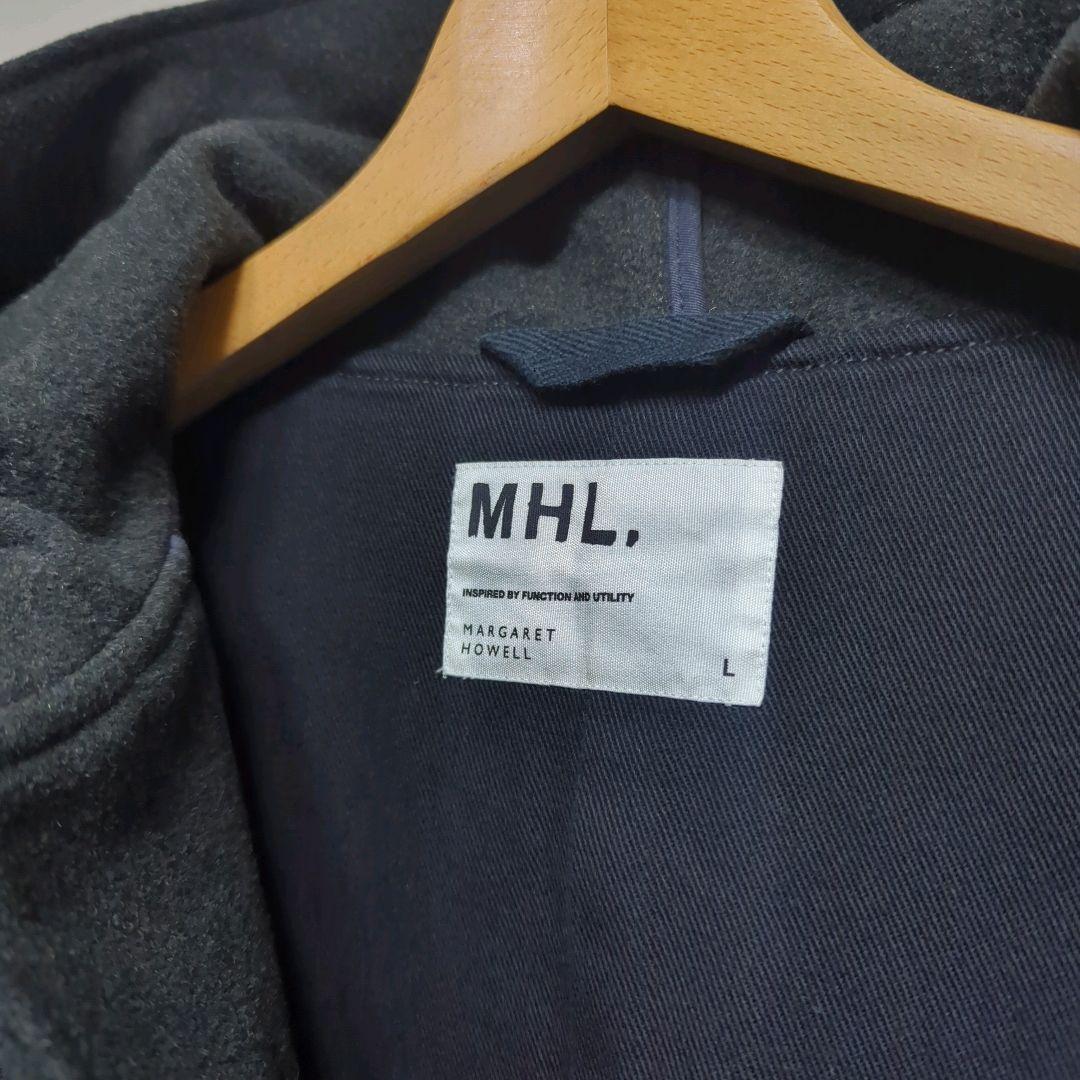 MHL.
INSPIRED BY FUNCTION AND UTILITY
MARGARET
HOWELL
L